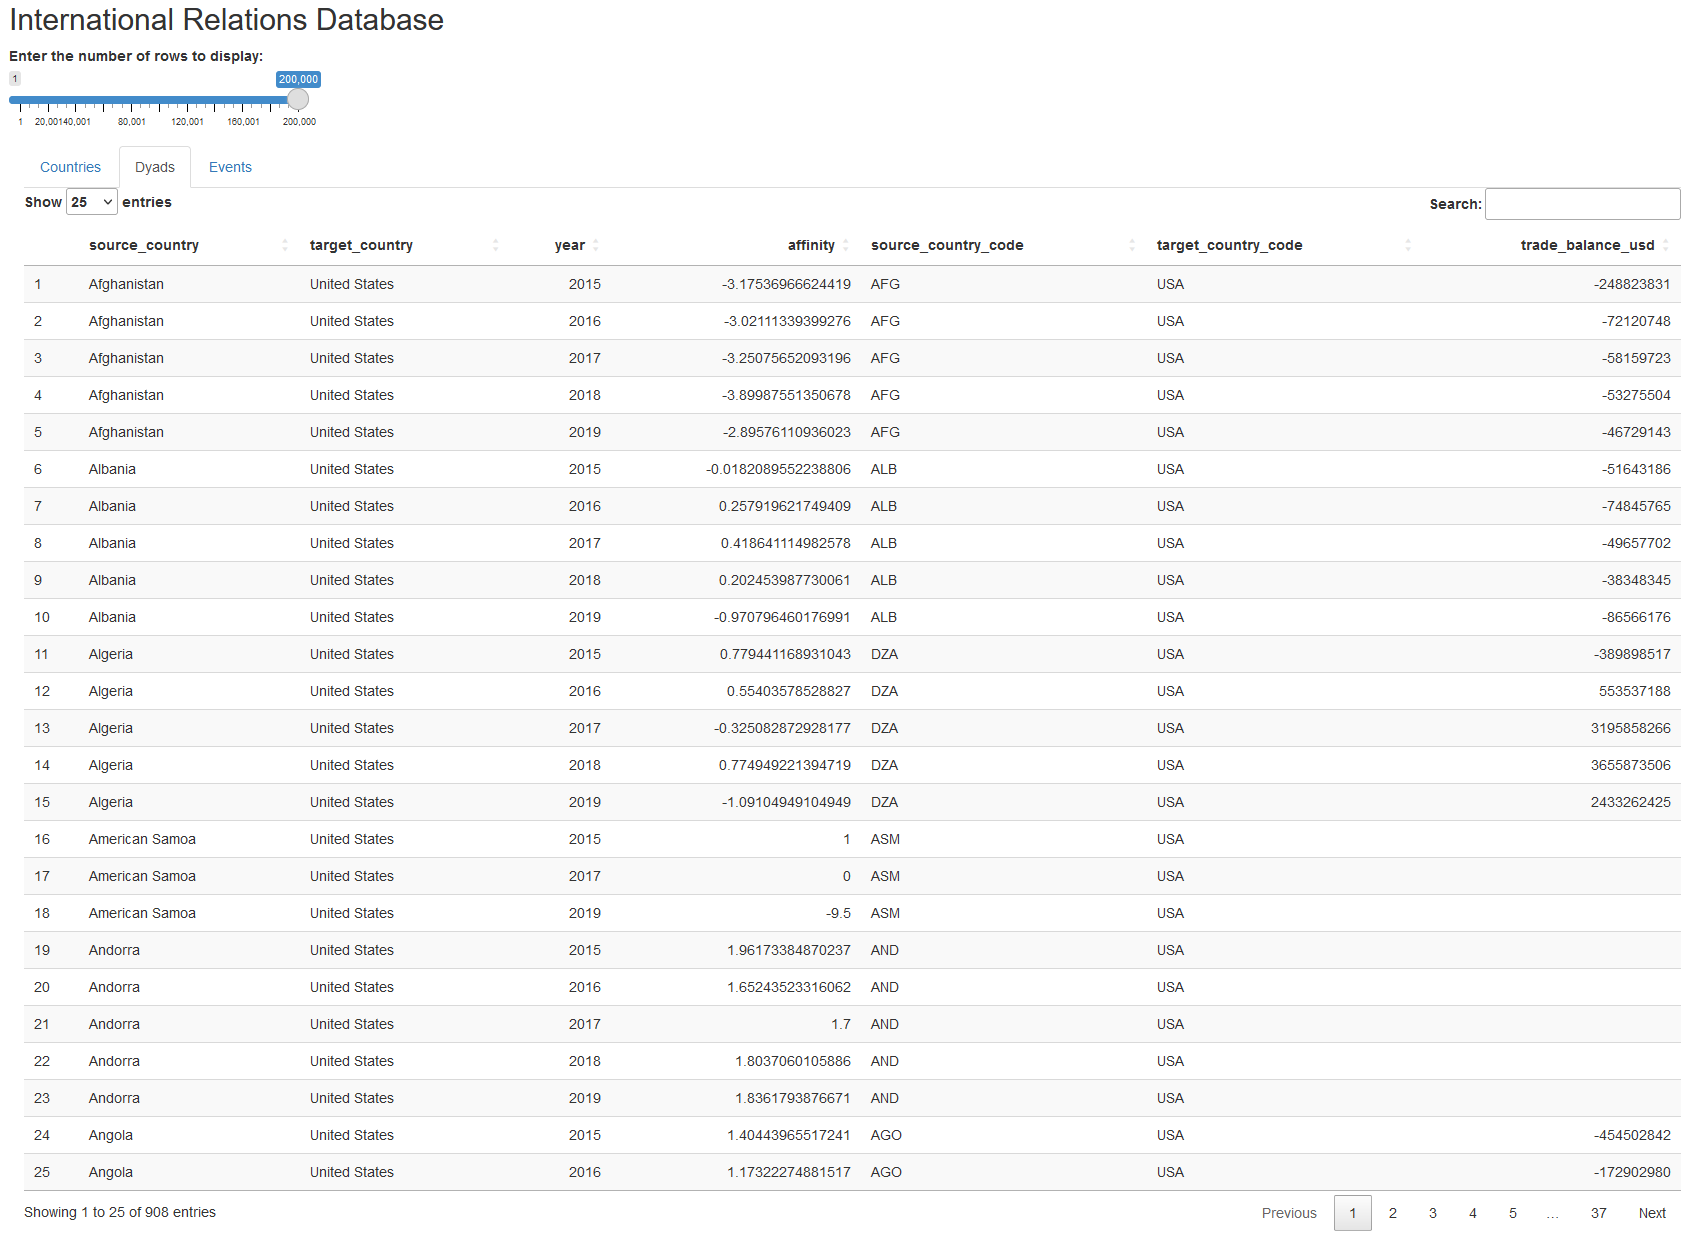 International Relations Database
Enter the number of rows to display:
1 200,000
1 20,00140,001 80,001 120,001 160,001 200,000
Countries Dyads Events
Show 25 entries Search:
source_country target_country year affinity source_country_code target_country_code trade_balance_usd
1 Afghanistan United States 2015 -3.17536966624419 AFG USA -248823831
2 Afghanistan United States 2016 -3.02111339399276 AFG USA -72120748
3 Afghanistan United States 2017 -3.25075652093196 AFG USA -58159723
4 Afghanistan United States 2018 -3.89987551350678 AFG USA -53275504
5 Afghanistan United States 2019 -2.89576110936023 AFG USA -46729143
6 Albania United States 2015 -0.0182089552238806 ALB USA -51643186
7 Albania United States 2016 0.257919621749409 ALB USA -74845765
8 Albania United States 2017 0.418641114982578 ALB USA -49657702
9 Albania United States 2018 0.202453987730061 ALB USA -38348345
10 Albania United States 2019 -0.970796460176991 ALB USA -86566176
11 Algeria United States 2015 0.779441168931043 DZA USA -389898517
12 Algeria United States 2016 0.55403578528827 DZA USA 553537188
13 Algeria United States 2017 -0.325082872928177 DZA USA 3195858266
14 Algeria United States 2018 0.774949221394719 DZA USA 3655873506
15 Algeria United States 2019 -1.09104949104949 DZA USA 2433262425
16 American Samoa United States 2015 1 ASM USA
17 American Samoa United States 2017 0 ASM USA
18 American Samoa United States 2019 -9.5 ASM USA
19 Andorra United States 2015 1.96173384870237 AND USA
20 Andorra United States 2016 1.65243523316062 AND USA
21 Andorra United States 2017 1.7 AND USA
22 Andorra United States 2018 1.8037060105886 AND USA
23 Andorra United States 2019 1.8361793876671 AND USA
24 Angola United States 2015 1.40443965517241 AGO USA -454502842
25 Angola United States 2016 1.17322274881517 AGO USA -172902980
Showing 1 to 25 of 908 entries Previous 1 2 3 4 5 … 37 Next